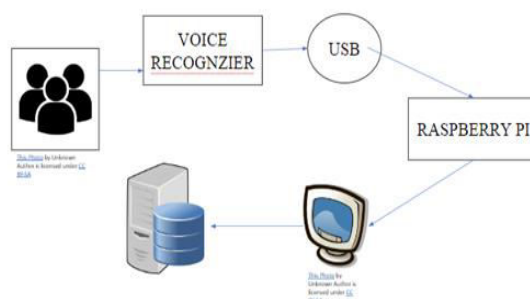 VOICE
RECOGNZIER
USB
RASPBERRY PI
This Photo by Unknown
Author is licensed under CC
BY-SA
This Photo by
Unknown Author is
licensed under CC